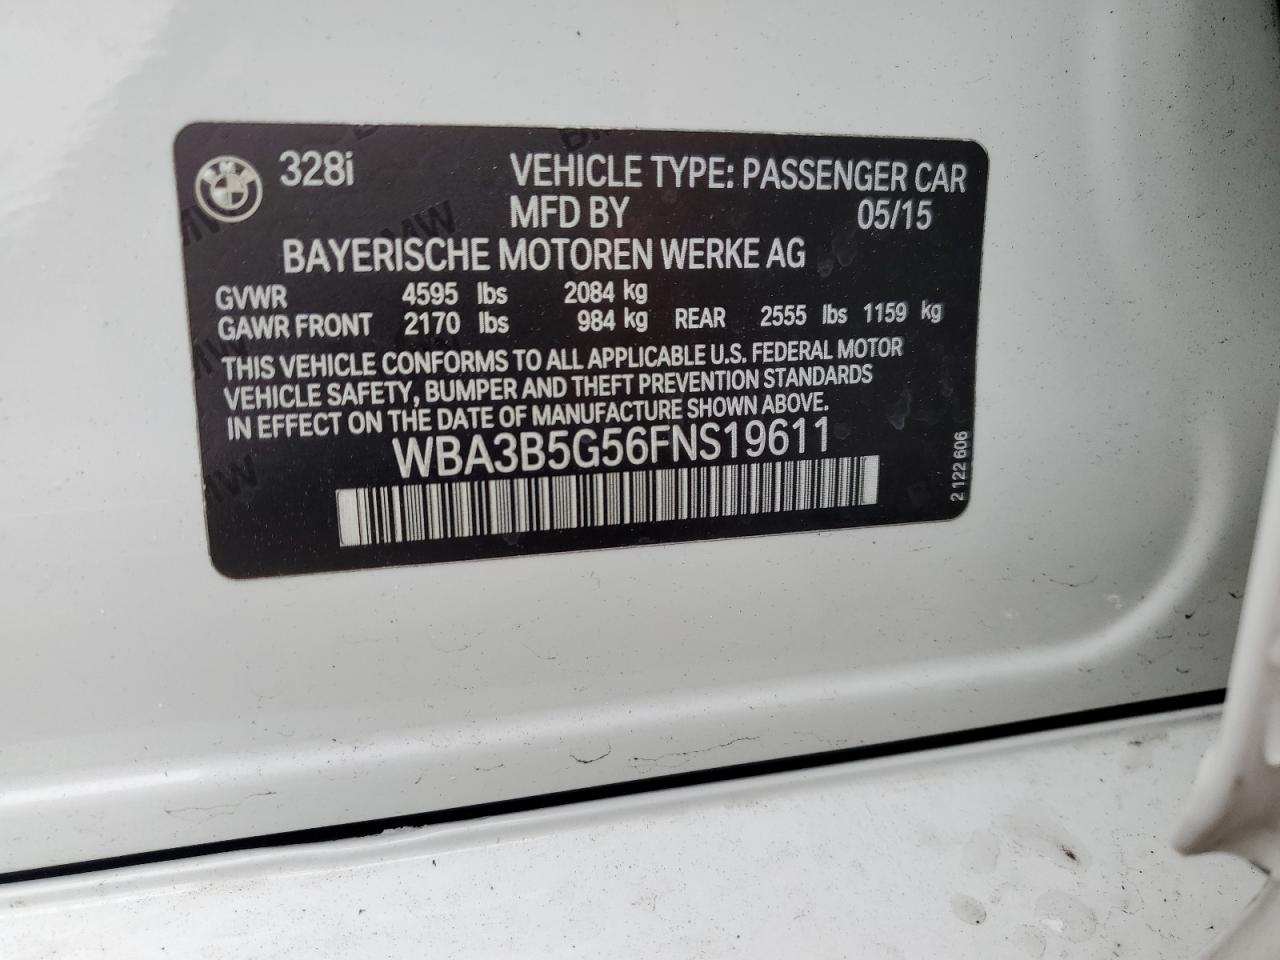 BMW 328i VEHICLE TYPE: PASSENGER CAR
MFD BY 05/15
BAYERISCHE MOTOREN WERKE AG
GVWR 4595 lbs 2084 kg
GAWR FRONT 2170 lbs 984 kg REAR 2555 lbs 1159 kg
THIS VEHICLE CONFORMS TO ALL APPLICABLE U.S. FEDERAL MOTOR
VEHICLE SAFETY, BUMPER AND THEFT PREVENTION STANDARDS
IN EFFECT ON THE DATE OF MANUFACTURE SHOWN ABOVE.
WBA3B5G56FNS19611
2 122 606